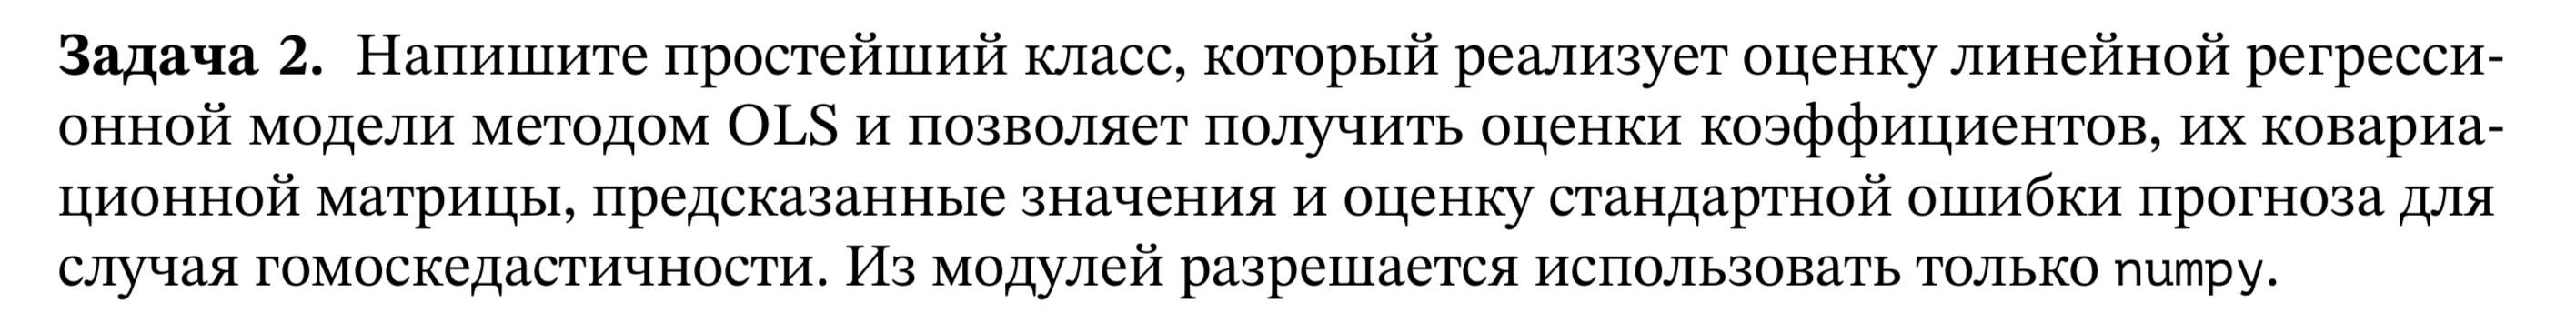 Задача 2. Напишите простейший класс, который реализует оценку линейной регресси-
онной модели методом OLS и позволяет получить оценки коэффициентов, их ковариа-
ционной матрицы, предсказанные значения и оценку стандартной ошибки прогноза для
случая гомоскедастичности. Из модулей разрешается использовать только numpy.